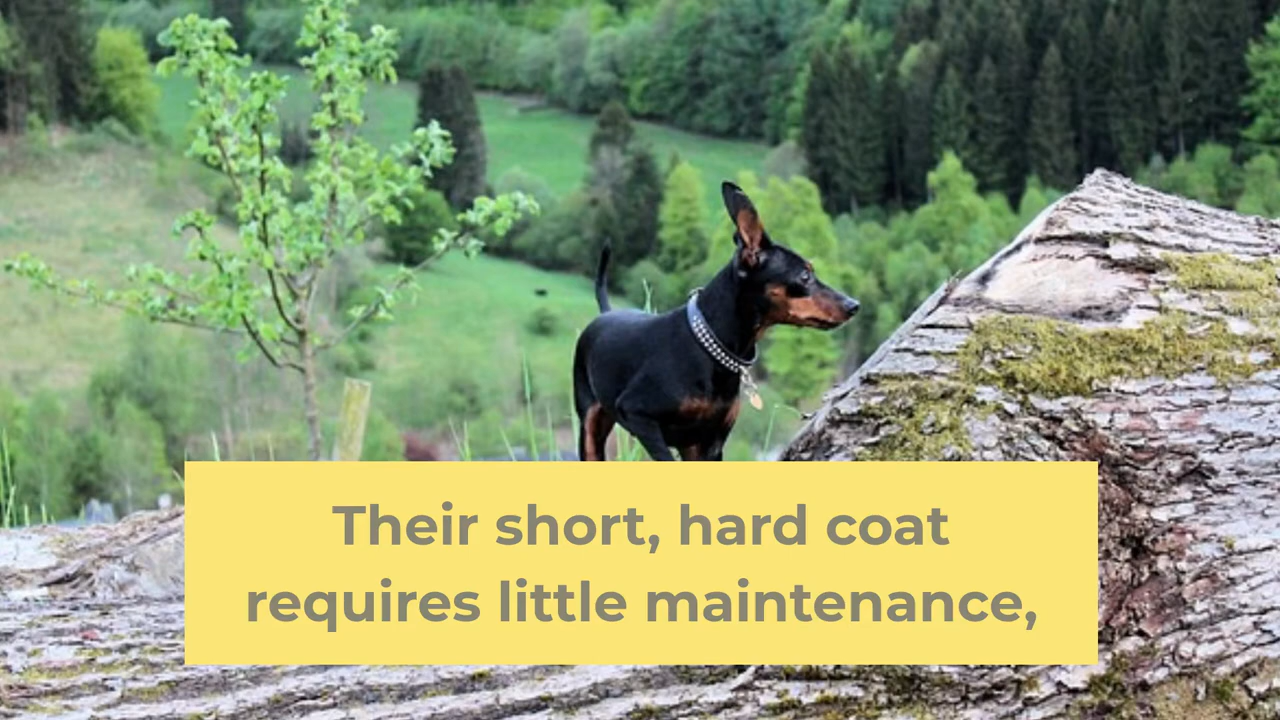 Their short, hard coat
requires little maintenance,